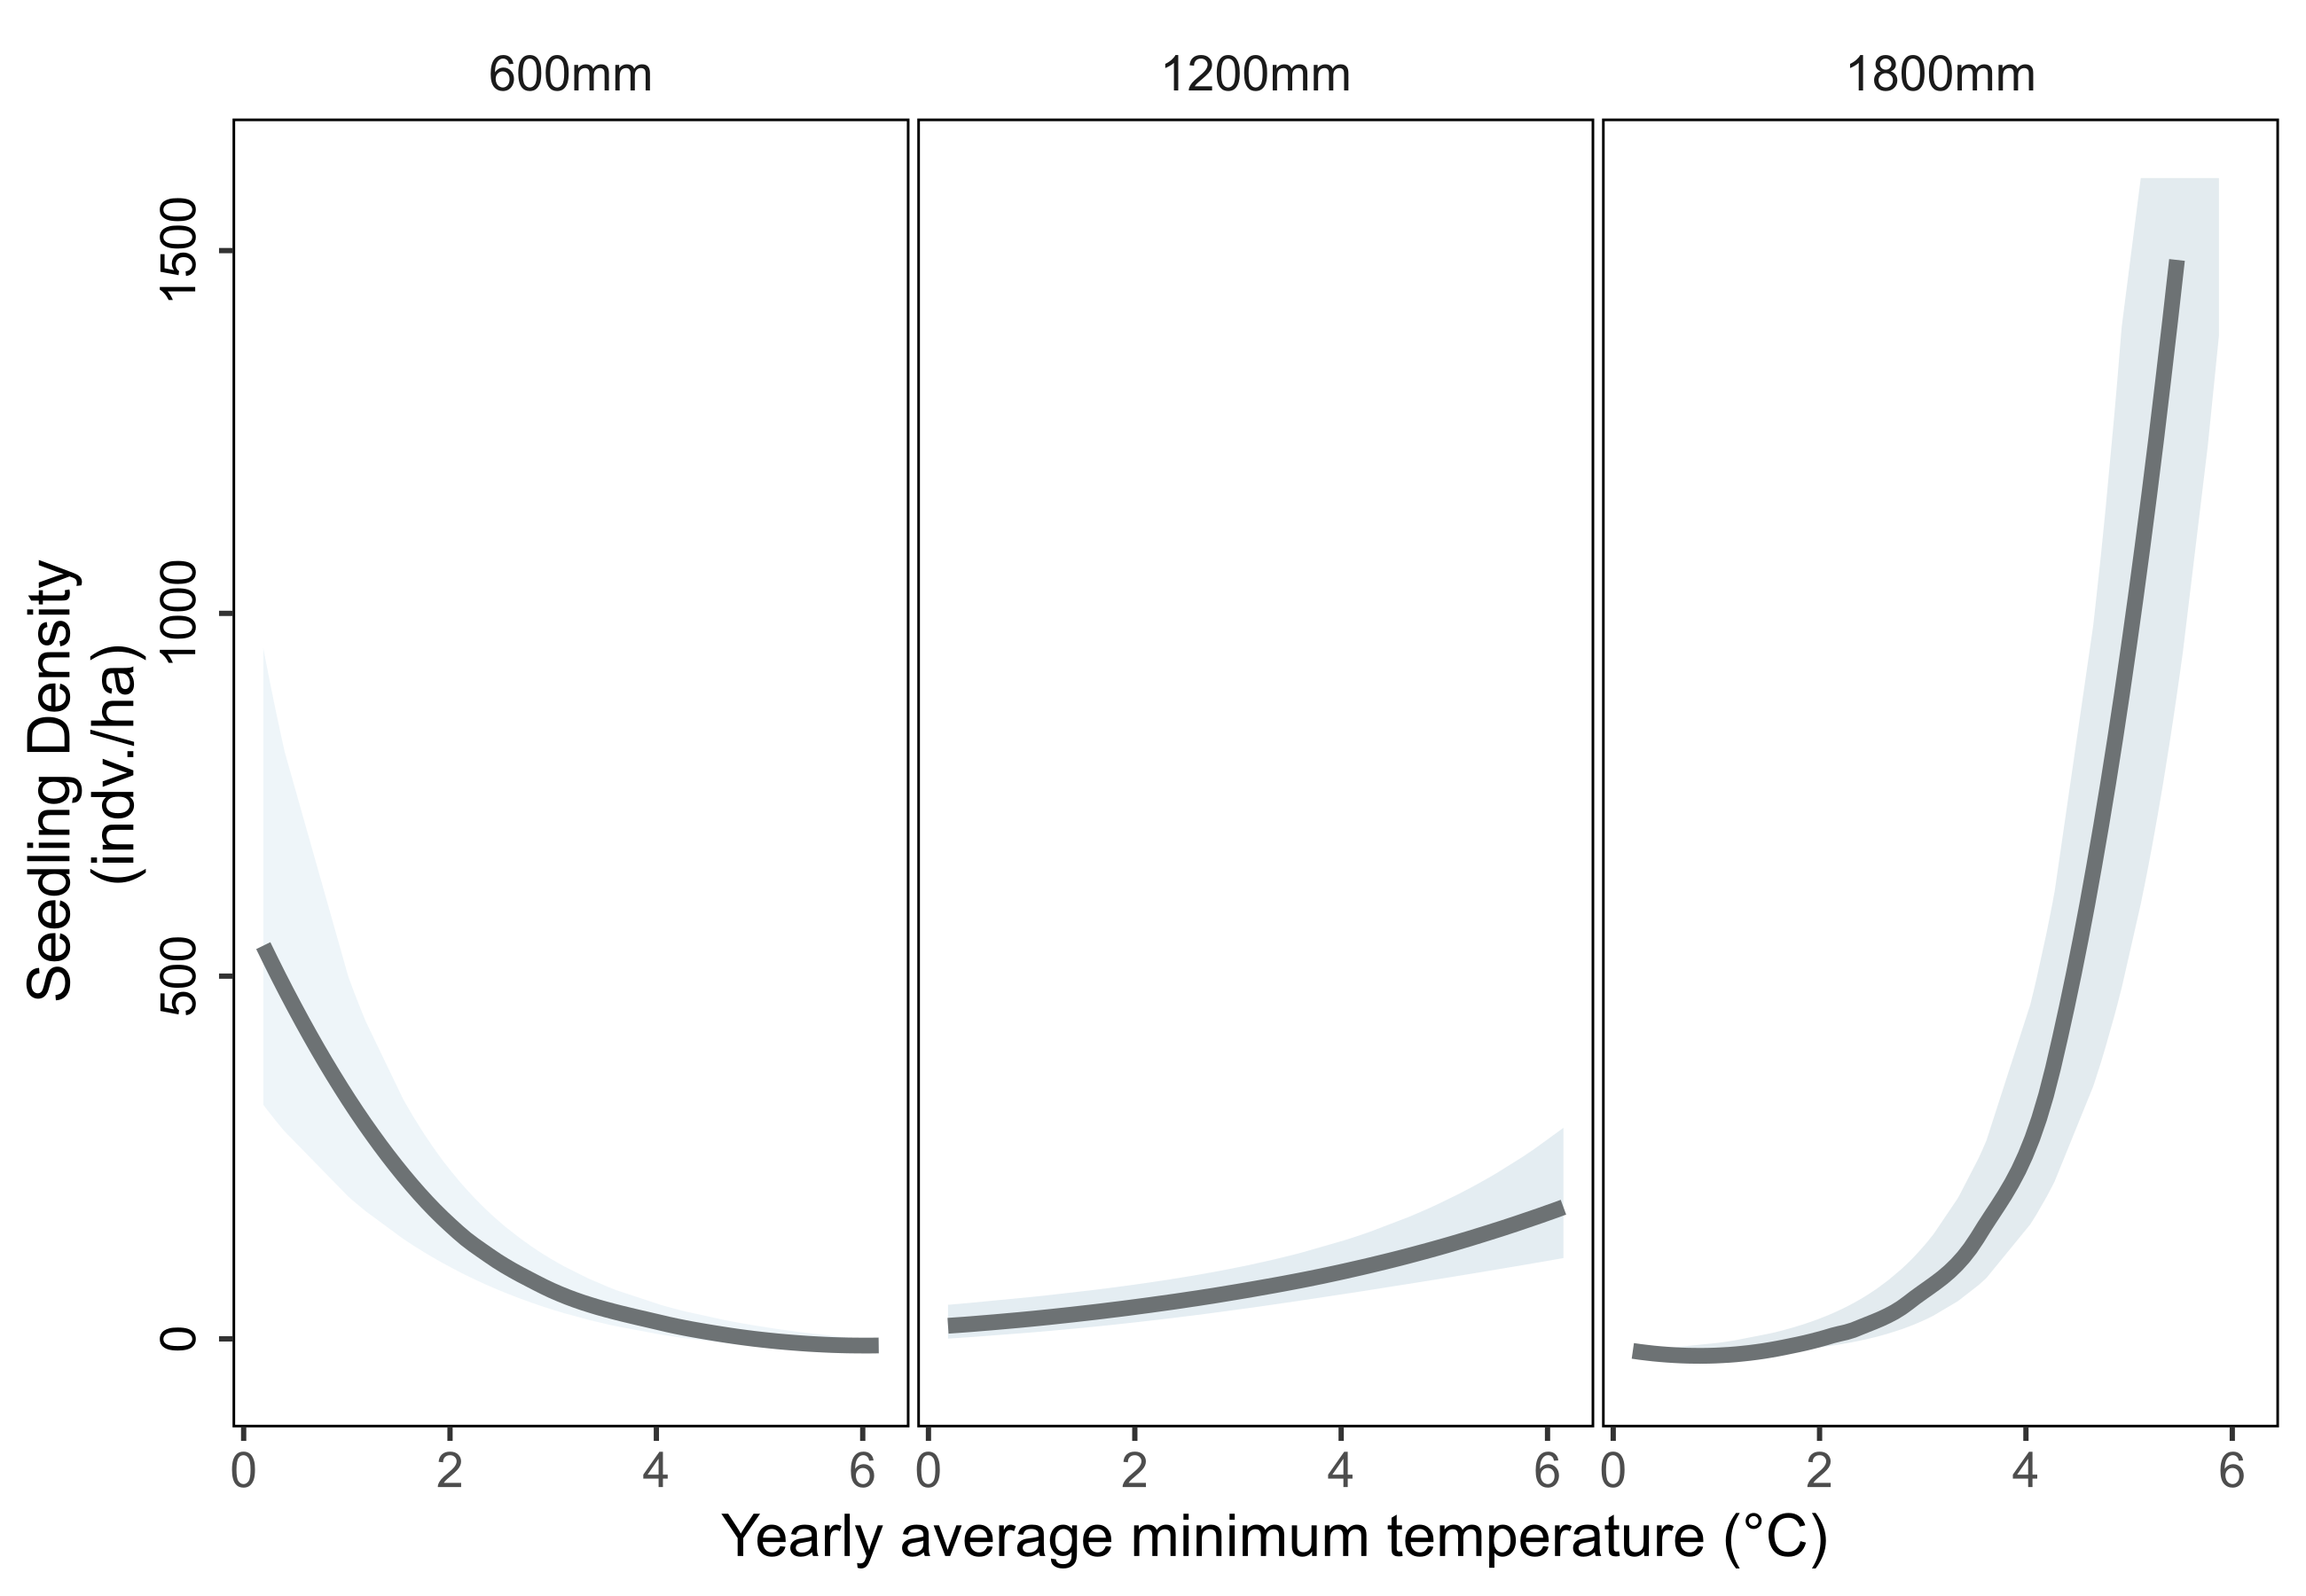 600mm
1200mm
1800mm
Seedling Density
(indv./ha)
1500
1000
500
0
0 2 4 6
0 2 4 6
0 2 4 6
Yearly average minimum temperature (°C)